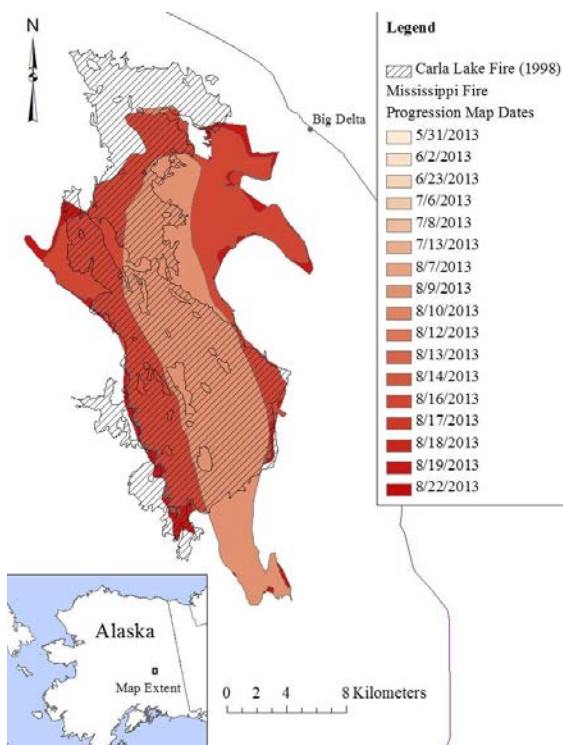 N
Big Delta
Legend
Carla Lake Fire (1998)
Mississippi Fire
Progression Map Dates
5/31/2013
6/2/2013
6/23/2013
7/6/2013
7/8/2013
7/13/2013
8/7/2013
8/9/2013
8/10/2013
8/12/2013
8/13/2013
8/14/2013
8/16/2013
8/17/2013
8/18/2013
8/19/2013
8/22/2013
Alaska
Map Extent
0 2 4 8 Kilometers